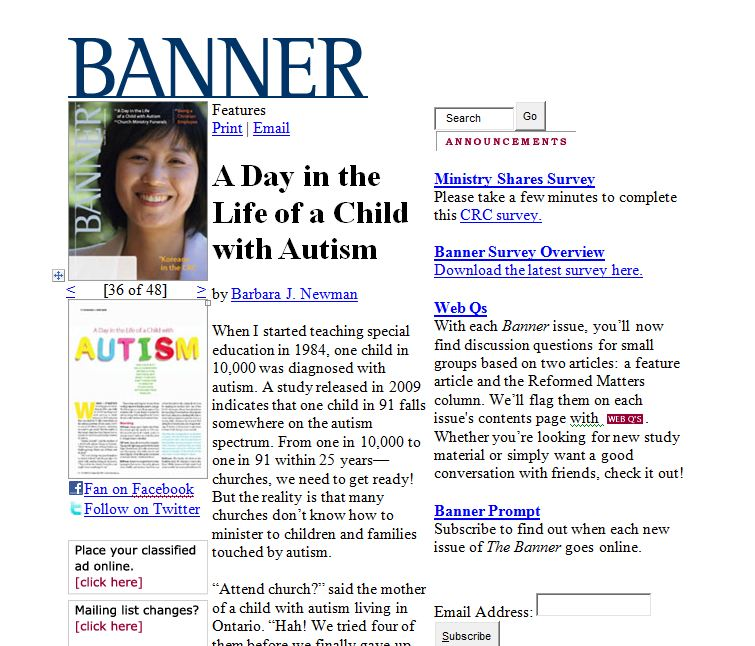 BANNER
BANNER
A Day in the Life
of a Child with Autism
Church Ministry Funerals
Being a
Christian
Employee
"Korean
in the CRC
< [36 of 48] >
A Day in the Life of a Child with
AUTISM
Fan on Facebook
Follow on Twitter
Place your classified
ad online.
[click here]
Mailing list changes?
[click here]
Features
Print | Email
A Day in the
Life of a Child
with Autism
by Barbara J. Newman
When I started teaching special
education in 1984, one child in
10,000 was diagnosed with
autism. A study released in 2009
indicates that one child in 91 falls
somewhere on the autism
spectrum. From one in 10,000 to
one in 91 within 25 years—
churches, we need to get ready!
But the reality is that many
churches don’t know how to
minister to children and families
touched by autism.
“Attend church?” said the mother
of a child with autism living in
Ontario. “Hah! We tried four of
them before we finally gave up
Search Go
ANNOUNCEMENTS
Ministry Shares Survey
Please take a few minutes to complete
this CRC survey.
Banner Survey Overview
Download the latest survey here.
Web Qs
With each Banner issue, you’ll now
find discussion questions for small
groups based on two articles: a feature
article and the Reformed Matters
column. We’ll flag them on each
issue's contents page with WEB Q'S .
Whether you’re looking for new study
material or simply want a good
conversation with friends, check it out!
Banner Prompt
Subscribe to find out when each new
issue of The Banner goes online.
Email Address:
Subscribe